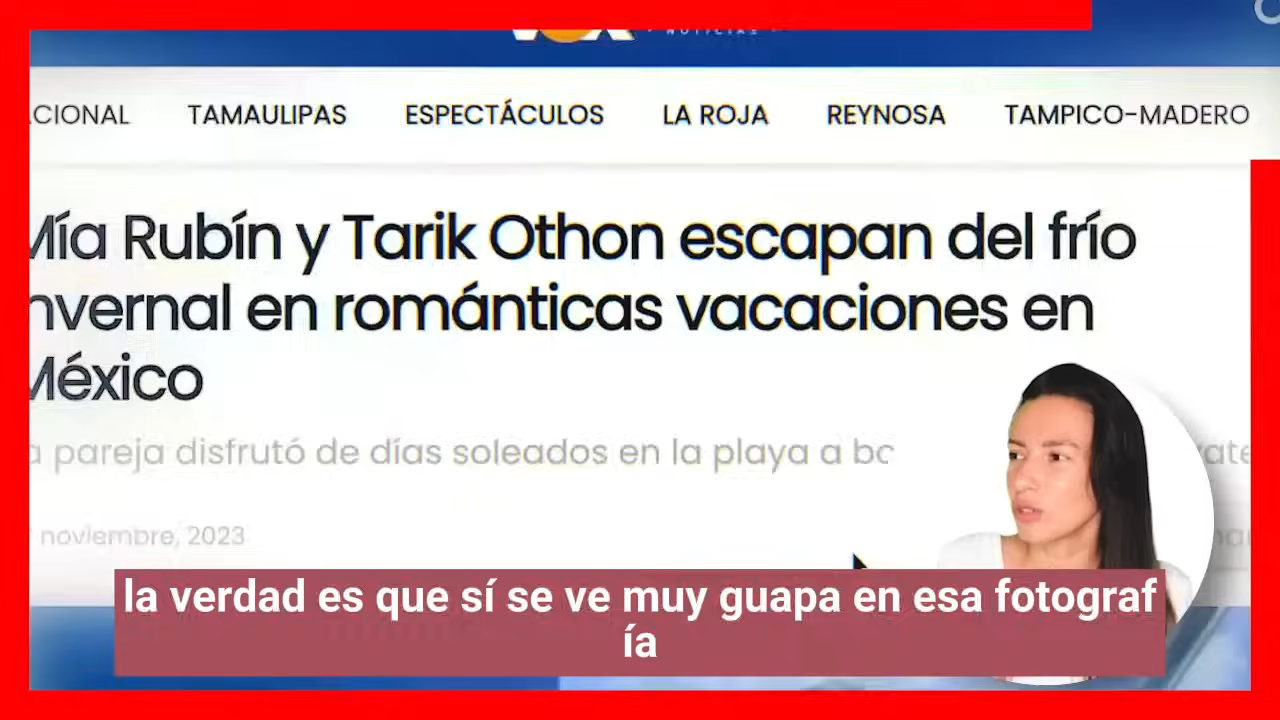 NOTICIAS
CIONAL TAMAULIPAS ESPECTÁCULOS LA ROJA REYNOSA TAMPICO-MADERO
Mía Rubín y Tarik Othon escapan del frío
nvernal en románticas vacaciones en
México
a pareja disfrutó de días soleados en la playa a bo
noviembre, 2023
la verdad es que sí se ve muy guapa en esa fotograf
ía